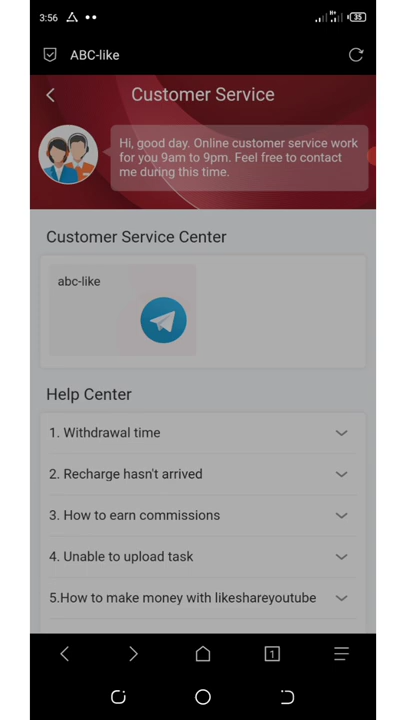 3:56
H+
35
ABC-like
Customer Service
Hi, good day. Online customer service work
for you 9am to 9pm. Feel free to contact
me during this time.
Customer Service Center
abc-like
Help Center
1. Withdrawal time
2. Recharge hasn't arrived
3. How to earn commissions
4. Unable to upload task
5.How to make money with likeshareyoutube
1